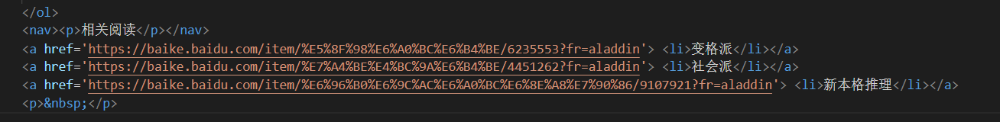 </ol>
<nav><p>相关阅读</p></nav>
<a href='https://baike.baidu.com/item/%E5%8F%98%E6%A0%BC%E6%B4%BE/6235553?fr=aladdin'> <li>变格派</li></a>
<a href='https://baike.baidu.com/item/%E7%A4%BE%E4%BC%9A%E6%B4%BE/4451262?fr=aladdin'> <li>社会派</li></a>
<a href='https://baike.baidu.com/item/%E6%96%B0%E6%9C%AC%E6%A0%BC%E6%8E%A8%E7%90%86/9107921?fr=aladdin'> <li>新本格推理</li></a>
<p>&nbsp;</p>